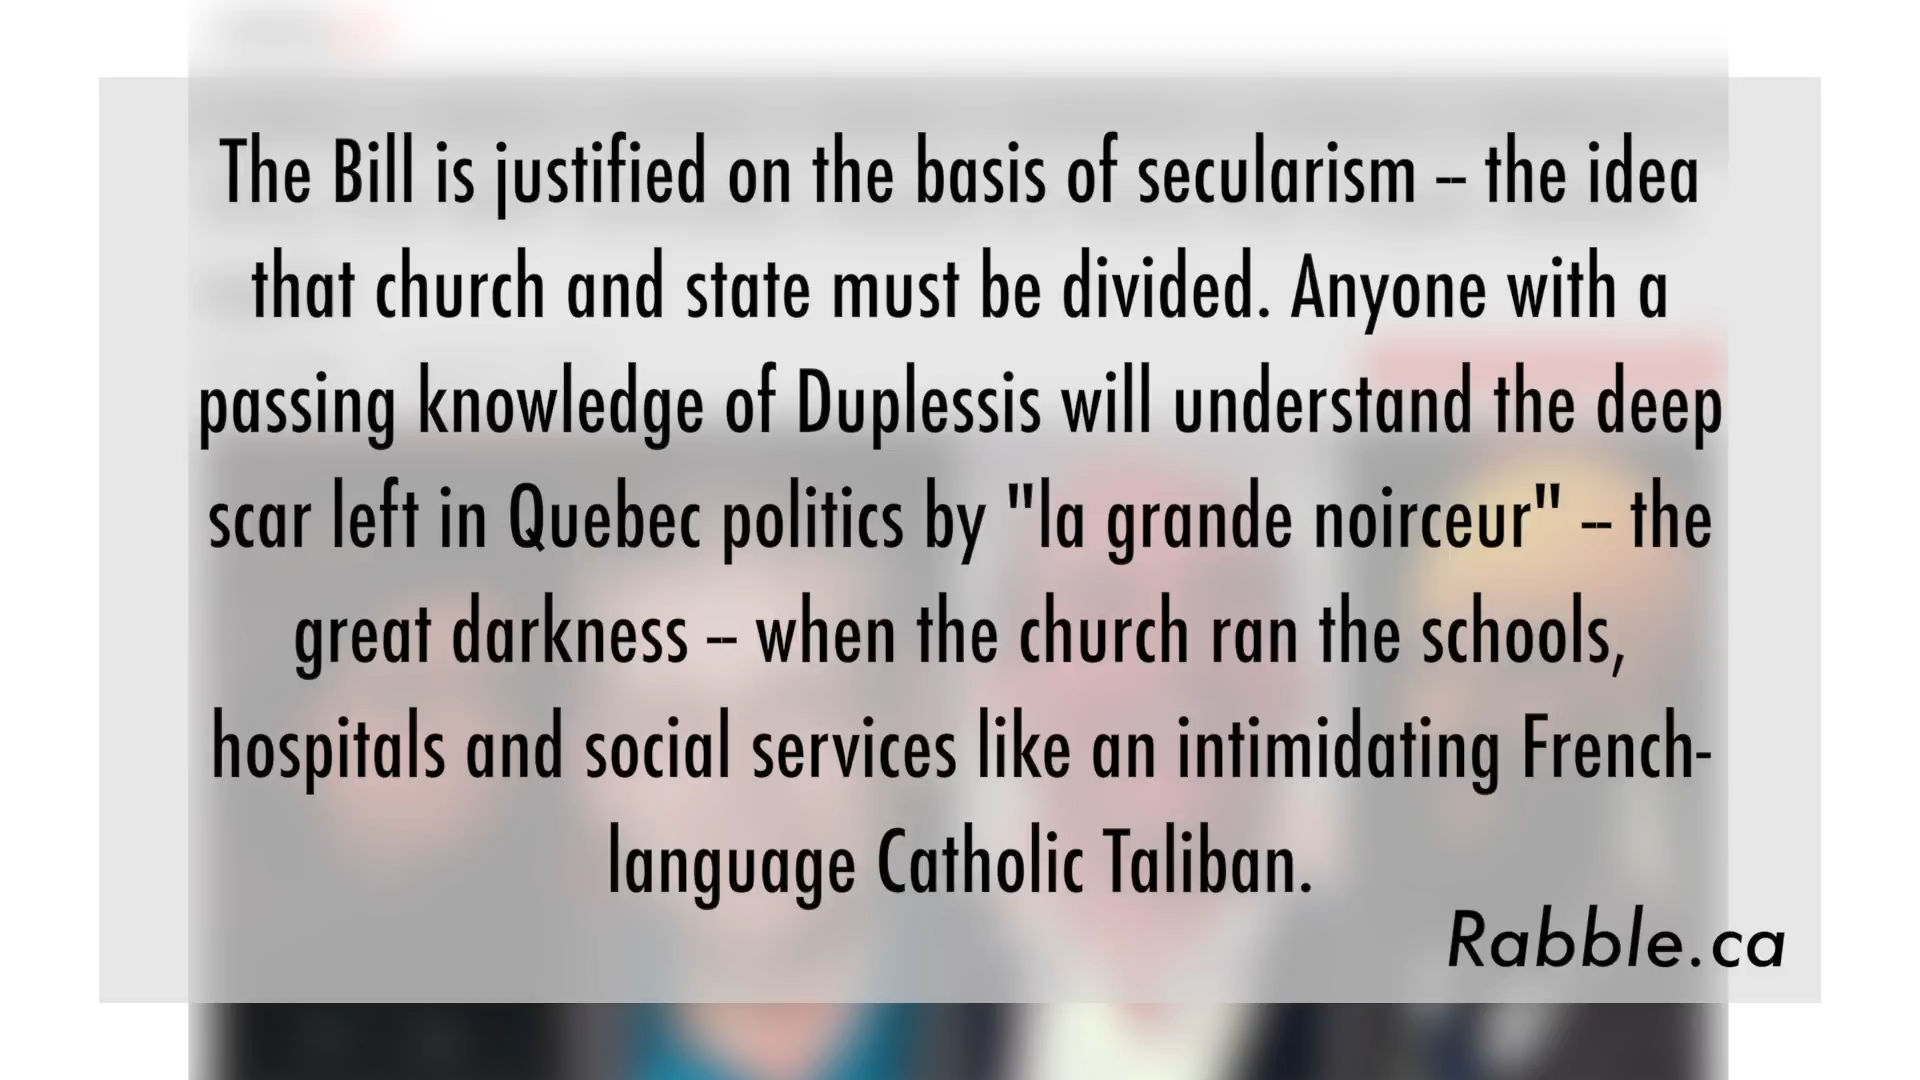 The Bill is justified on the basis of secularism – the idea
that church and state must be divided. Anyone with a
passing knowledge of Duplessis will understand the deep
scar left in Quebec politics by "la grande noirceur" – the
great darkness – when the church ran the schools,
hospitals and social services like an intimidating French-
language Catholic Taliban.
Rabble.ca